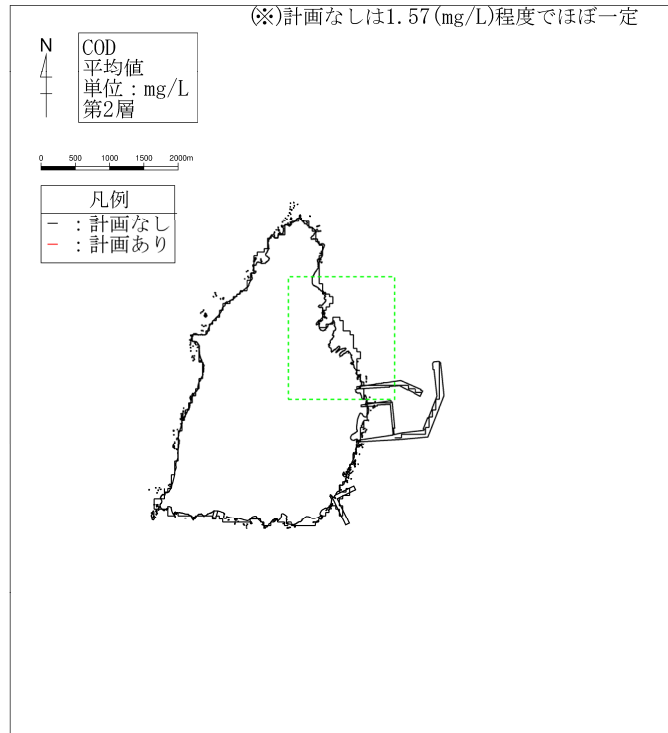 (※)計画なしは1.57(mg/L)程度でほぼ一定
N
COD
平均値
単位：mg/L
第2層
0 500 1000 1500 2000m
凡例
－ ：計画なし
－ ：計画あり